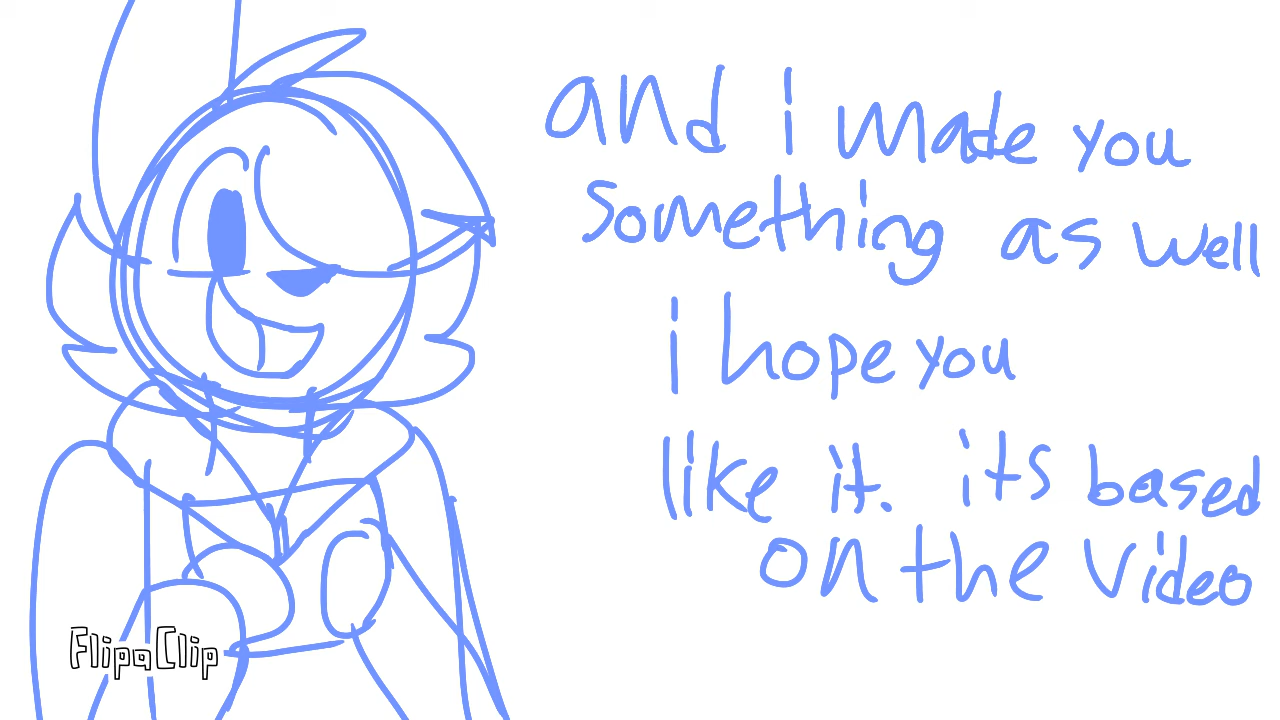 and i made you
something as well
i hope you
like it. its based
on the video
FlipaClip